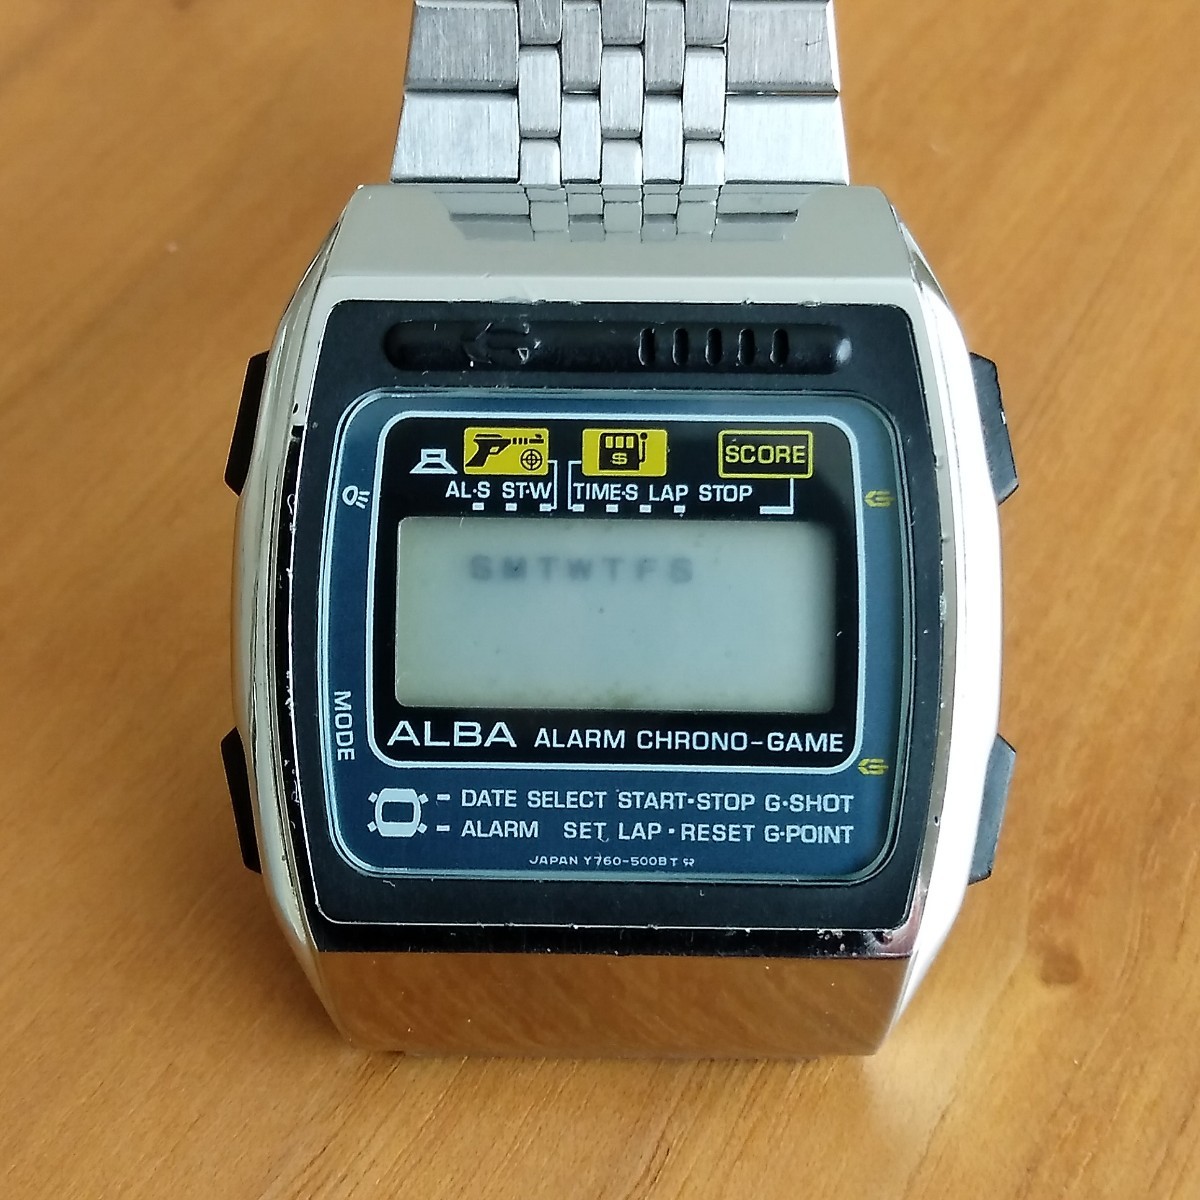 SCORE
AL·S ST·W TIME·S LAP STOP
SMTWTFS
MODE
ALBA ALARM CHRONO-GAME
DATE SELECT START·STOP G·SHOT
ALARM SET LAP·RESET G·POINT
JAPAN Y760-500B T